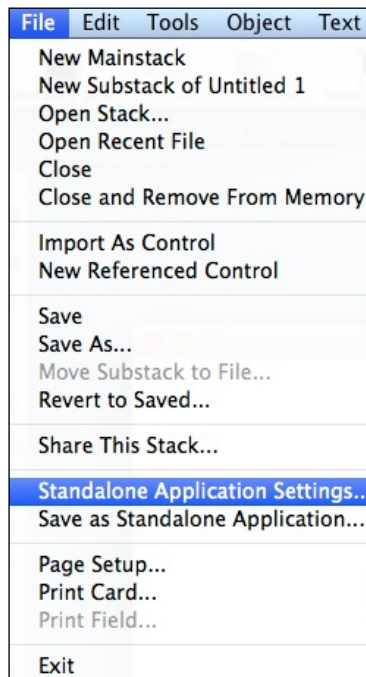 File Edit Tools Object Text
New Mainstack
New Substack of Untitled 1
Open Stack...
Open Recent File
Close
Close and Remove From Memory
Import As Control
New Referenced Control
Save
Save As...
Move Substack to File...
Revert to Saved...
Share This Stack...
Standalone Application Settings..
Save as Standalone Application...
Page Setup...
Print Card...
Print Field...
Exit